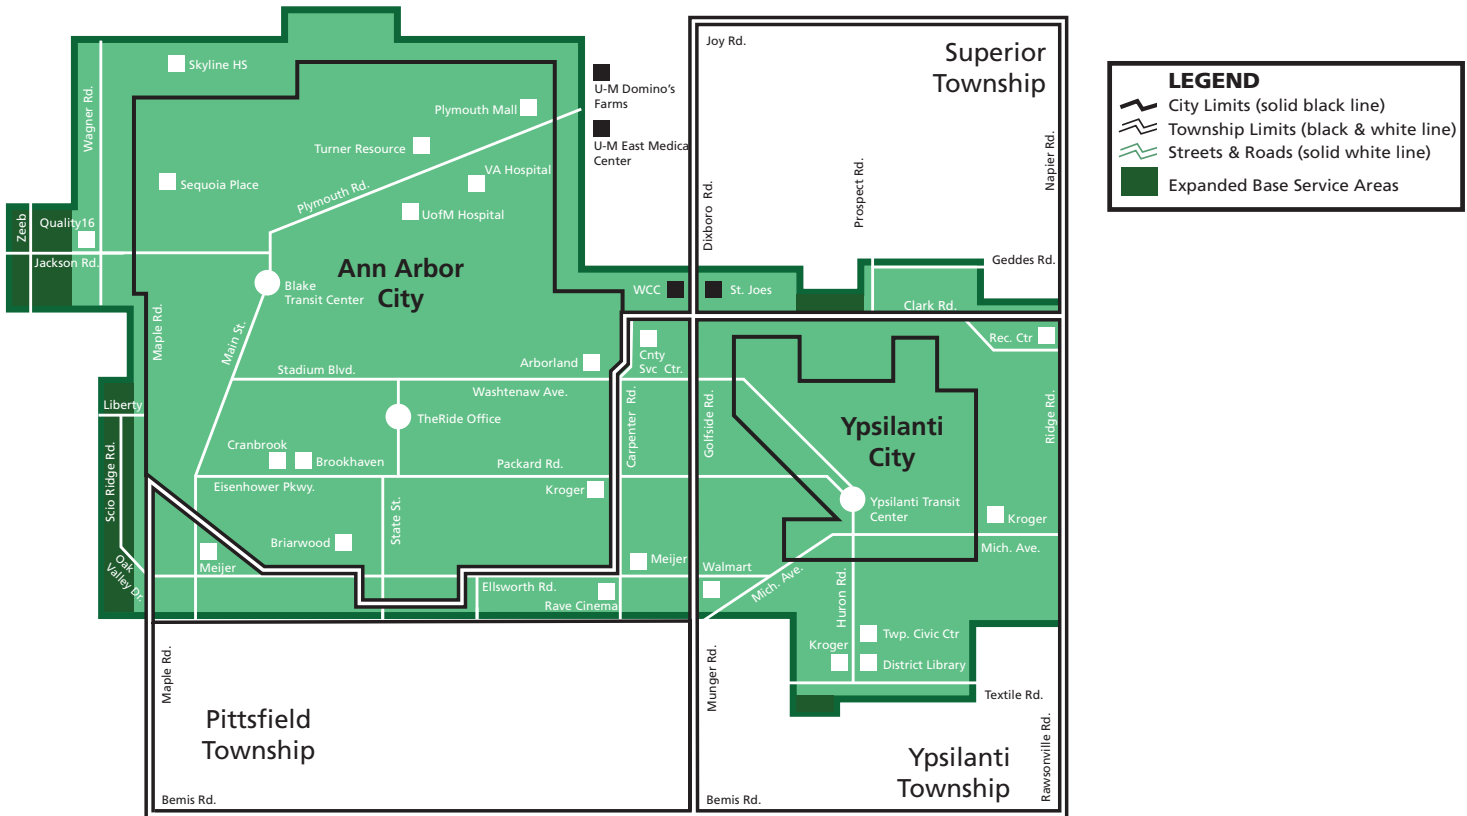 Joy Rd.
Superior
Township
LEGEND
City Limits (solid black line)
Township Limits (black & white line)
Streets & Roads (solid white line)
Expanded Base Service Areas
Skyline HS
Wagner Rd.
U-M Domino's
Farms
Plymouth Mall
U-M East Medica
Center
Turner Resource
VA Hospital
Sequoia Place
Plymouth Rd.
UofM Hospital
Dixboro Rd.
Prospect Rd.
Napier Rd.
Zeeb
Quality16
Jackson Rd.
Ann Arbor
City
Blake
Transit Center
Geddes Rd.
WCC
St. Joes
Clark Rd.
Maple Rd.
Main St.
Rec. Ctr
Arborland
Cnty
Svc Ctr.
Stadium Blvd.
Washtenaw Ave.
Liberty
TheRide Office
Carpenter Rd.
Golfside Rd.
Ypsilanti
City
Ridge Rd.
Cranbrook
Brookhaven
Packard Rd.
Scio Ridge Rd.
Eisenhower Pkwy.
Kroger
State St.
Ypsilanti Transit
Center
Kroger
Briarwood
Mich. Ave.
Meijer
Meijer
Walmart
Oak
Valley Dr.
Ellsworth Rd.
Mich. Ave.
Huron Rd.
Rave Cinema
Twp. Civic Ctr
Kroger
District Library
Maple Rd.
Munger Rd.
Textile Rd.
Pittsfield
Township
Rawsonville Rd.
Ypsilanti
Township
Bemis Rd.
Bemis Rd.